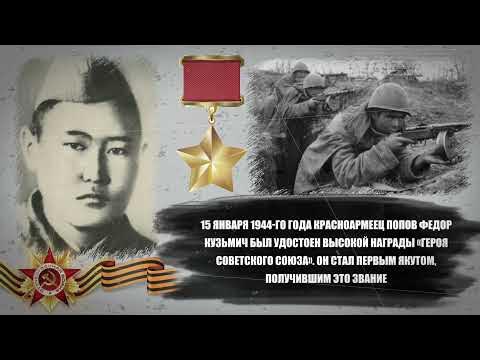 15 ЯНВАРЯ 1944-ГО ГОДА КРАСНОАРМЕЕЦ ПОПОВ ФЕДОР
КУЗЬМИЧ БЫЛ УДОСТОЕН ВЫСОКОЙ НАГРАДЫ «ГЕРОЯ
СОВЕТСКОГО СОЮЗА». ОН СТАЛ ПЕРВЫМ ЯКУТОМ,
ПОЛУЧИВШИМ ЭТО ЗВАНИЕ